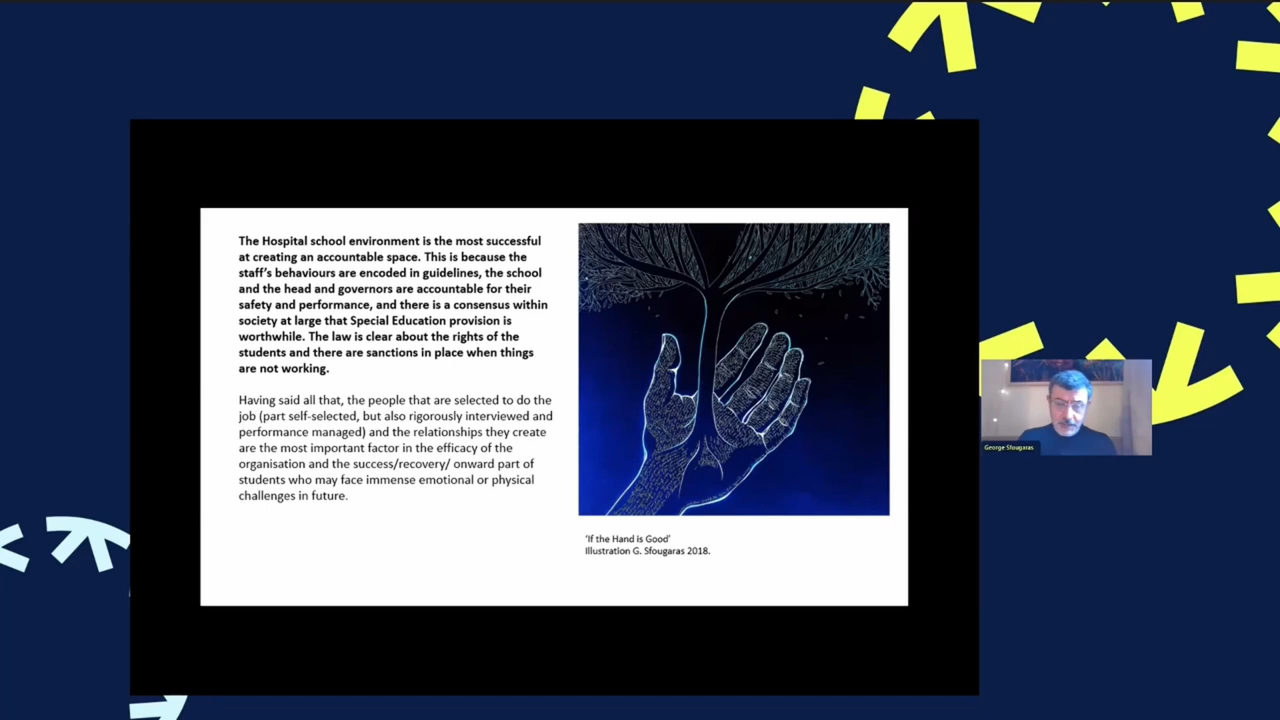 The Hospital school environment is the most successful
at creating an accountable space. This is because the
staff’s behaviours are encoded in guidelines, the school
and the head and governors are accountable for their
safety and performance, and there is a consensus within
society at large that Special Education provision is
worthwhile. The law is clear about the rights of the
students and there are sanctions in place when things
are not working.
Having said all that, the people that are selected to do the
job (part self-selected, but also rigorously interviewed and
performance managed) and the relationships they create
are the most important factor in the efficacy of the
organisation and the success/recovery/ onward part of
students who may face immense emotional or physical
challenges in future.
‘If the Hand is Good’
Illustration G. Sfougaras 2018.
George Sfougaras